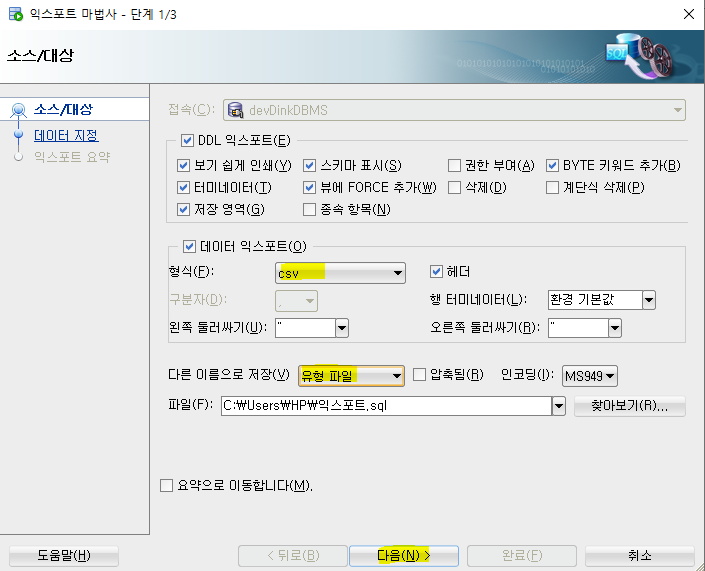 익스포트 마법사 - 단계 1/3
소스/대상
소스/대상
데이터 지정
익스포트 요약
접속(C): devDinkDBMS
DDL 익스포트(E)
보기 쉽게 인쇄(Y) 스키마 표시(S) 권한 부여(A) BYTE 키워드 추가(B)
터미네이터(T) 뷰에 FORCE 추가(W) 삭제(D) 계단식 삭제(P)
저장 영역(G) 종속 항목(N)
데이터 익스포트(O)
형식(F): csv 헤더
구분자(D): , 행 터미네이터(L): 환경 기본값
왼쪽 둘러싸기(U): " 오른쪽 둘러싸기(R): "
다른 이름으로 저장(V) 유형 파일 압축됨(R) 인코딩(I): MS949
파일(F): C:₩Users₩HP₩익스포트.sql 찾아보기(R)...
요약으로 이동합니다(M).
도움말(H) < 뒤로(B) 다음(N) > 완료(F) 취소